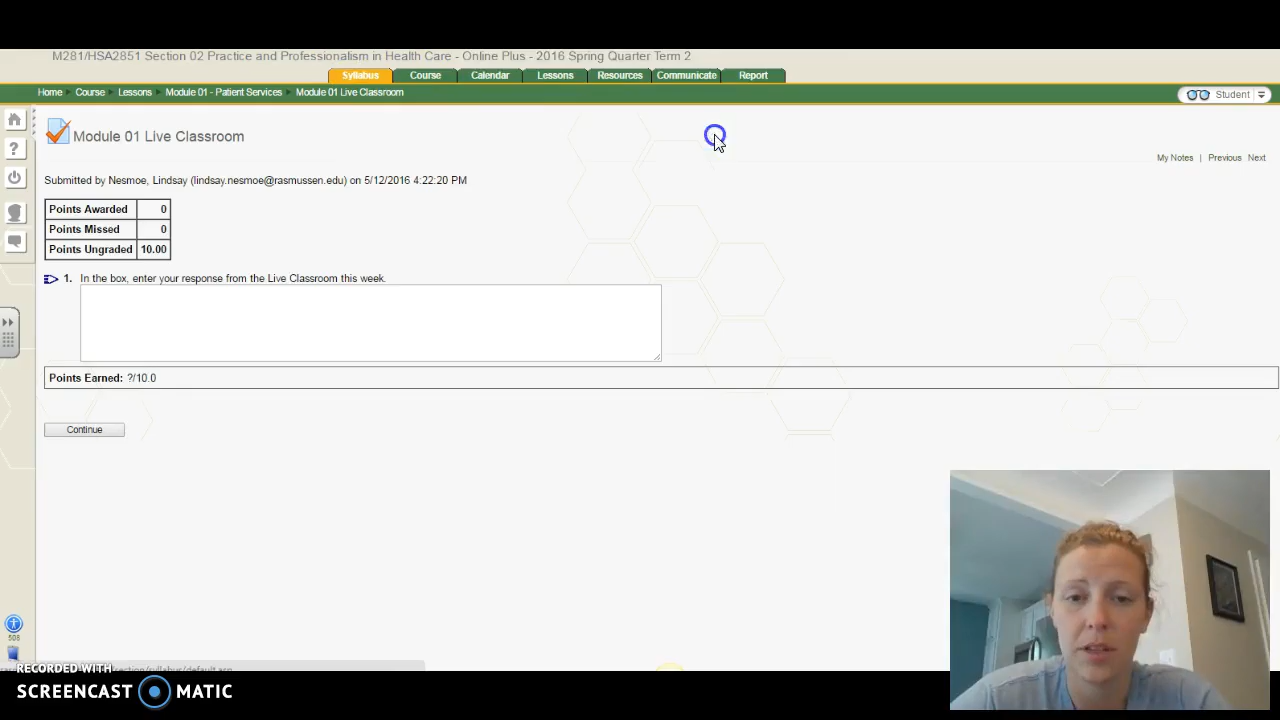 M281/HSA2851 Section 02 Practice and Professionalism in Health Care - Online Plus - 2016 Spring Quarter Term 2
Syllabus Course Calendar Lessons Resources Communicate Report
Home Course Lessons Module 01 - Patient Services Module 01 Live Classroom
Student
Module 01 Live Classroom
My Notes | Previous Next
Submitted by Nesmoe, Lindsay (lindsay.nesmoe@rasmussen.edu) on 5/12/2016 4:22:20 PM
Points Awarded 0
Points Missed 0
Points Ungraded 10.00
1. In the box, enter your response from the Live Classroom this week.
Points Earned: ?/10.0
Continue
508
RECORDED WITH
SCREENCAST MATIC